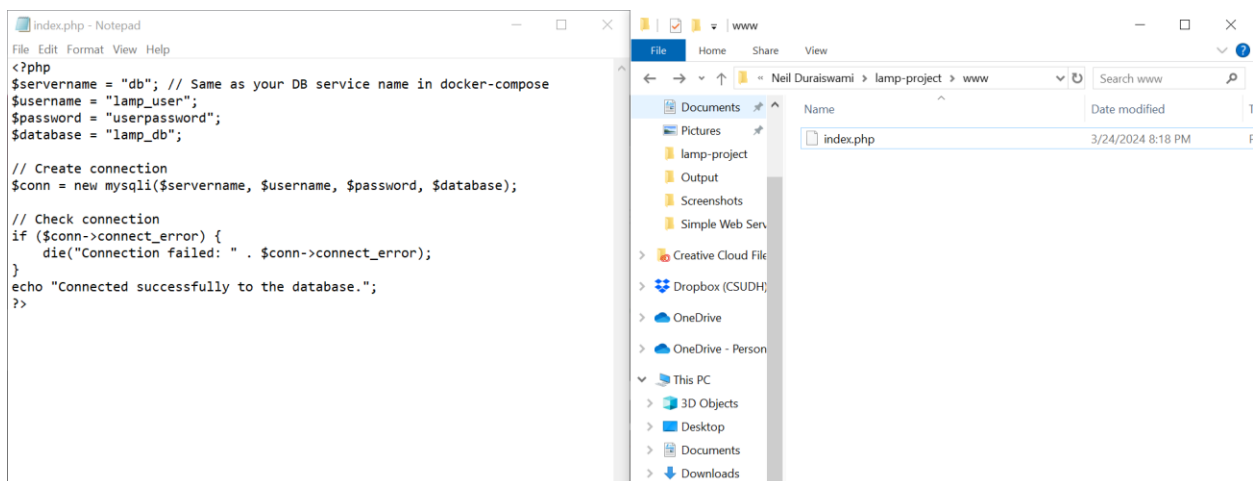 index.php - Notepad
File Edit Format View Help
<?php
$servername = "db"; // Same as your DB service name in docker-compose
$username = "lamp_user";
$password = "userpassword";
$database = "lamp_db";
// Create connection
$conn = new mysqli($servername, $username, $password, $database);
// Check connection
if ($conn->connect_error) {
    die("Connection failed: " . $conn->connect_error);
}
echo "Connected successfully to the database.";
?>
www
File Home Share View
« Neil Duraiswami > lamp-project > www
Search www
Name Date modified T
index.php 3/24/2024 8:18 PM
Documents
Pictures
lamp-project
Output
Screenshots
Simple Web Serv
Creative Cloud File
Dropbox (CSUDH)
OneDrive
OneDrive - Person
This PC
3D Objects
Desktop
Documents
Downloads